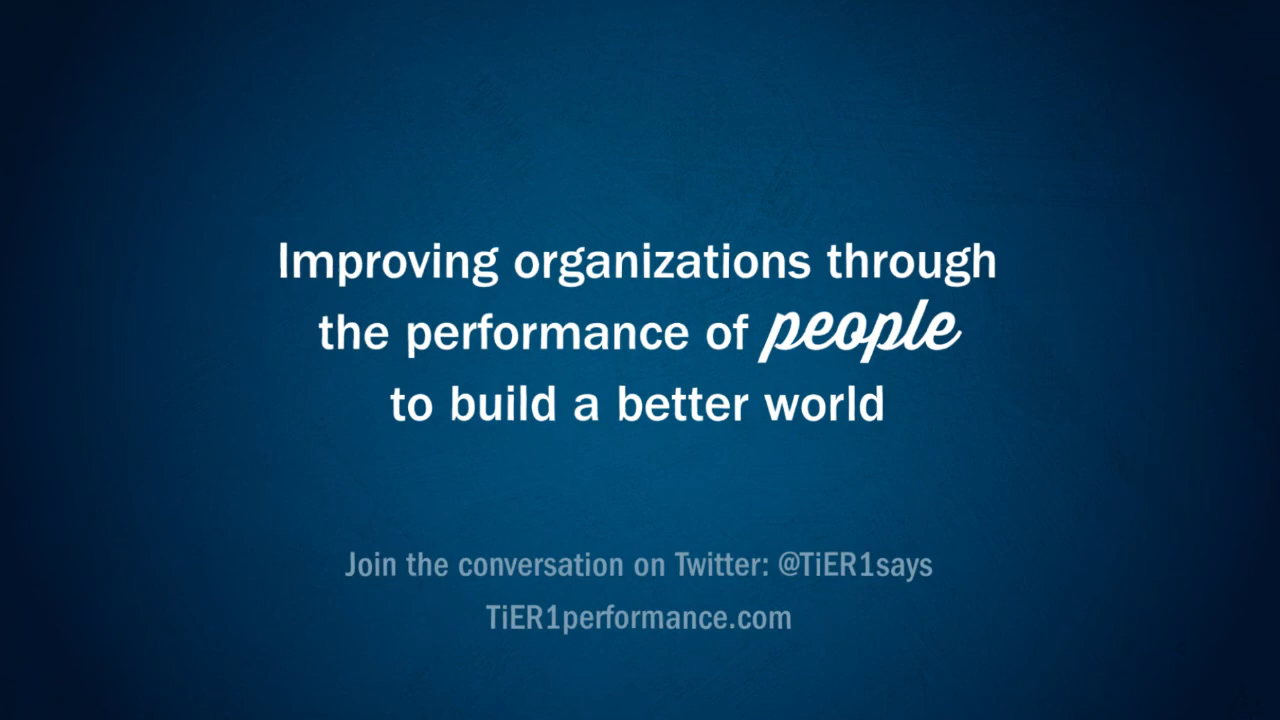 Improving organizations through
the performance of people
to build a better world
Join the conversation on Twitter: @TiER1says
TiER1performance.com